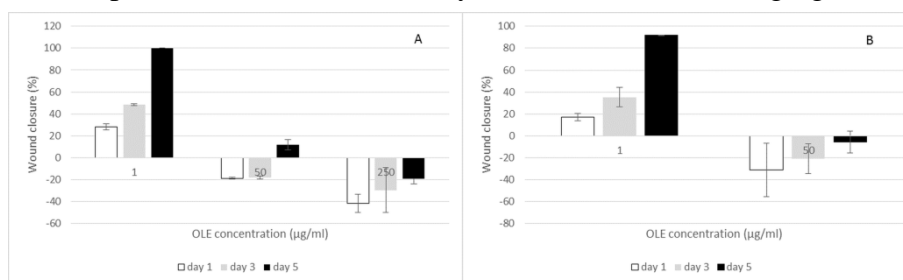 A
Wound closure (%)
120
100
80
60
40
20
0
-20
-40
-60
1
50
250
OLE concentration (µg/ml)
day 1
day 3
day 5
B
Wound closure (%)
100
80
60
40
20
0
-20
-40
-60
-80
1
50
OLE concentration (µg/ml)
day 1
day 3
day 5